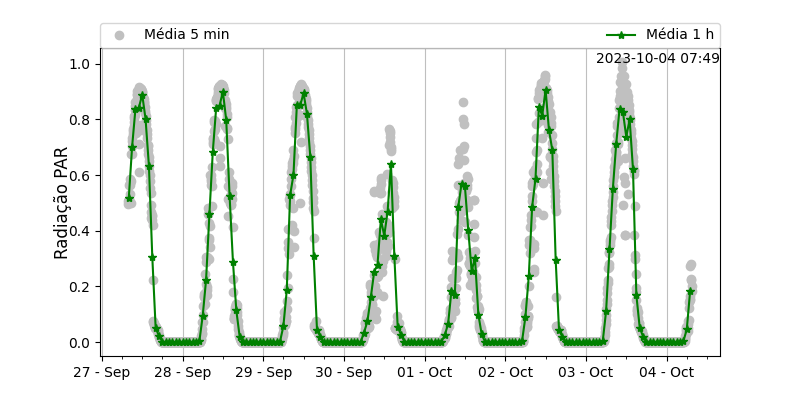 Média 5 min
Média 1 h
2023-10-04 07:49
Radiação PAR
1.0
0.8
0.6
0.4
0.2
0.0
27 - Sep
28 - Sep
29 - Sep
30 - Sep
01 - Oct
02 - Oct
03 - Oct
04 - Oct